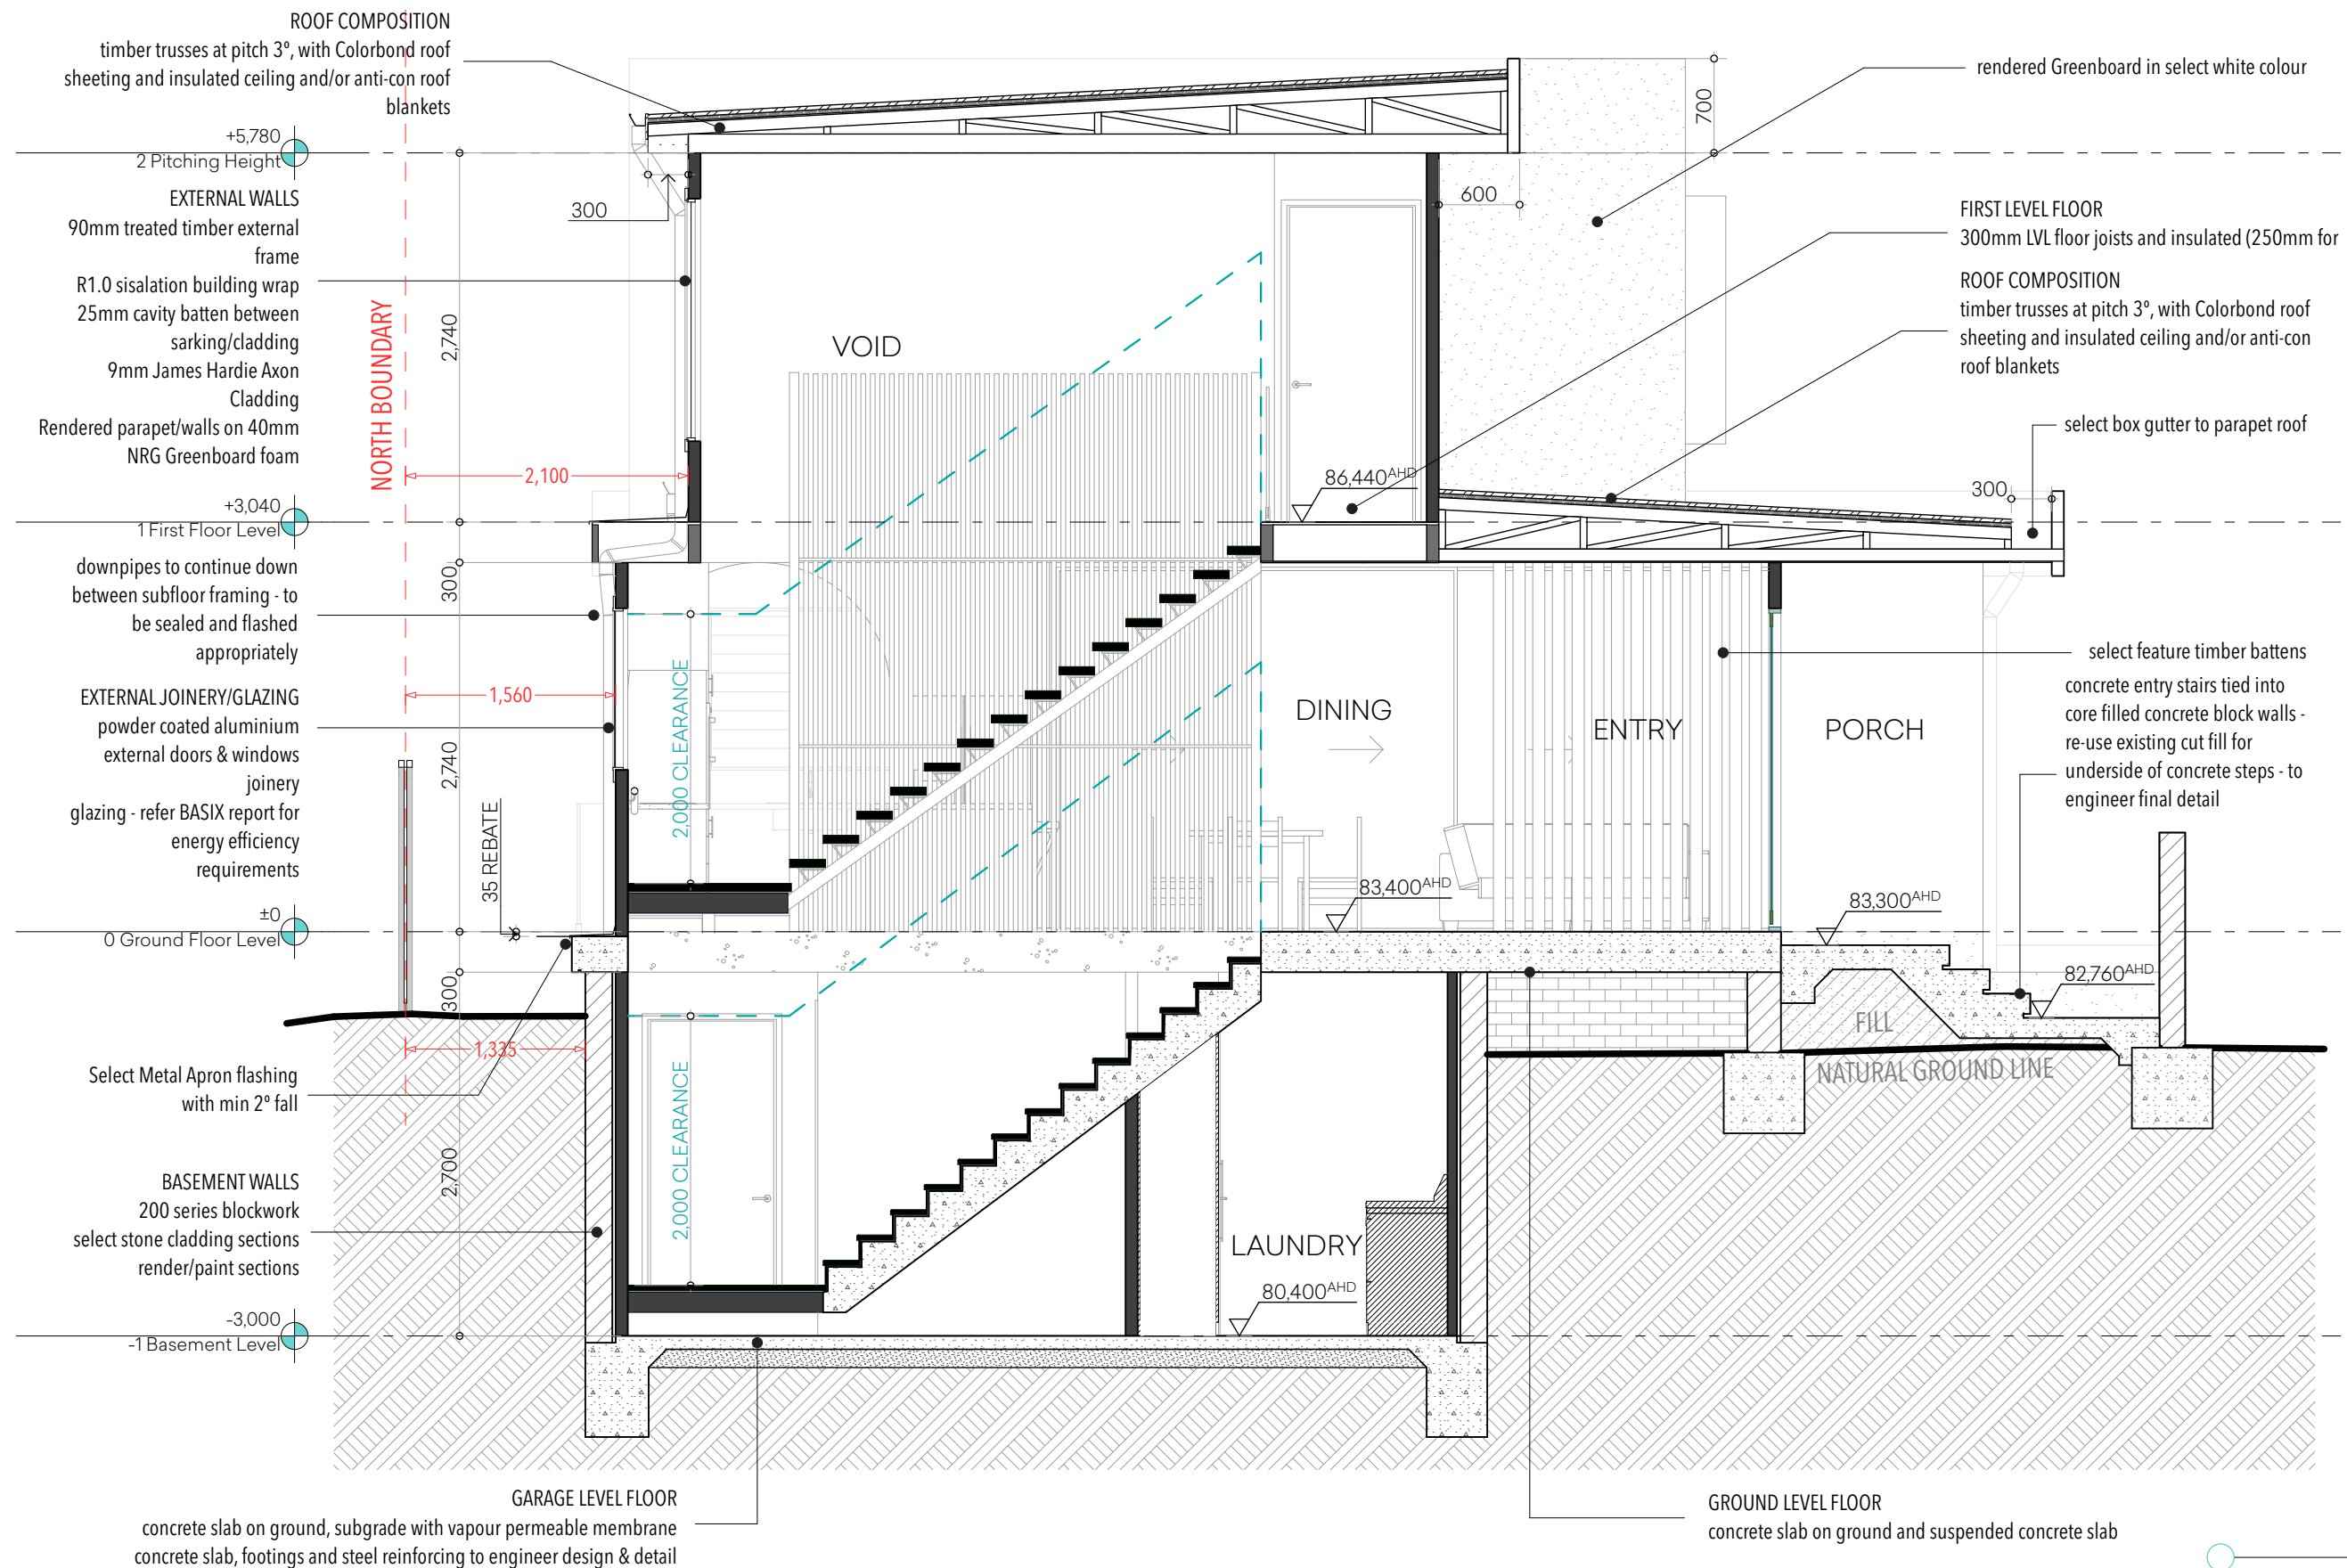 ROOF COMPOSITION
timber trusses at pitch 3º, with Colorbond roof
sheeting and insulated ceiling and/or anti-con roof
blankets
+5,780
2 Pitching Height
EXTERNAL WALLS
90mm treated timber external
frame
R1.0 sisalation building wrap
25mm cavity batten between
sarking/cladding
9mm James Hardie Axon
Cladding
Rendered parapet/walls on 40mm
NRG Greenboard foam
+3,040
1 First Floor Level
downpipes to continue down
between subfloor framing - to
be sealed and flashed
appropriately
EXTERNAL JOINERY/GLAZING
powder coated aluminium
external doors & windows
joinery
glazing - refer BASIX report for
energy efficiency
requirements
±0
0 Ground Floor Level
Select Metal Apron flashing
with min 2º fall
BASEMENT WALLS
200 series blockwork
select stone cladding sections
render/paint sections
-3,000
-1 Basement Level
GARAGE LEVEL FLOOR
concrete slab on ground, subgrade with vapour permeable membrane
concrete slab, footings and steel reinforcing to engineer design & detail
NORTH BOUNDARY
2,740
300
2,740
300
2,700
35 REBATE
300
2,100
1,560
1,335
2,000 CLEARANCE
2,000 CLEARANCE
VOID
DINING
ENTRY
PORCH
LAUNDRY
86,440AHD
83,400AHD
83,300AHD
82,760AHD
80,400AHD
600
700
300
FILL
NATURAL GROUND LINE
rendered Greenboard in select white colour
FIRST LEVEL FLOOR
300mm LVL floor joists and insulated (250mm for
ROOF COMPOSITION
timber trusses at pitch 3º, with Colorbond roof
sheeting and insulated ceiling and/or anti-con
roof blankets
select box gutter to parapet roof
select feature timber battens
concrete entry stairs tied into
core filled concrete block walls -
re-use existing cut fill for
underside of concrete steps - to
engineer final detail
GROUND LEVEL FLOOR
concrete slab on ground and suspended concrete slab